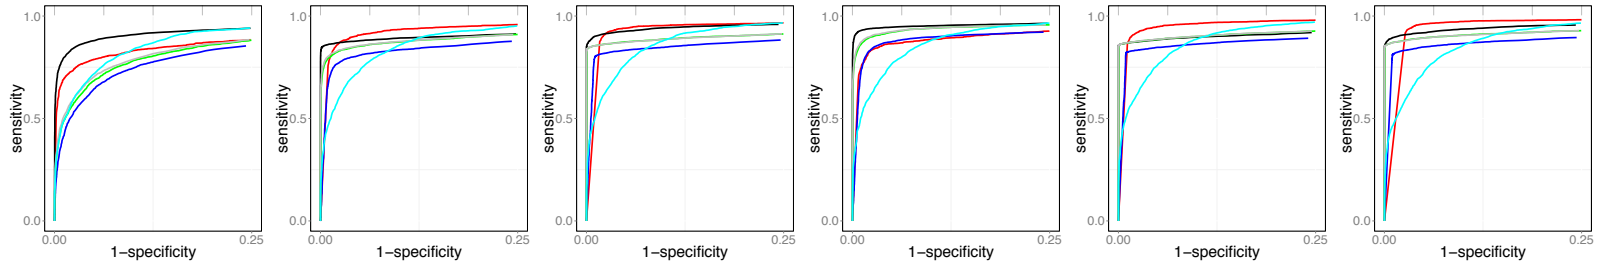 1.0 1.0 1.0 1.0 1.0 1.0
sensitivity sensitivity sensitivity sensitivity sensitivity sensitivity
0.5 0.5 0.5 0.5 0.5 0.5
0.0 0.0 0.0 0.0 0.0 0.0
0.00 0.25 0.00 0.25 0.00 0.25 0.00 0.25 0.00 0.25 0.00 0.25
1−specificity 1−specificity 1−specificity 1−specificity 1−specificity 1−specificity